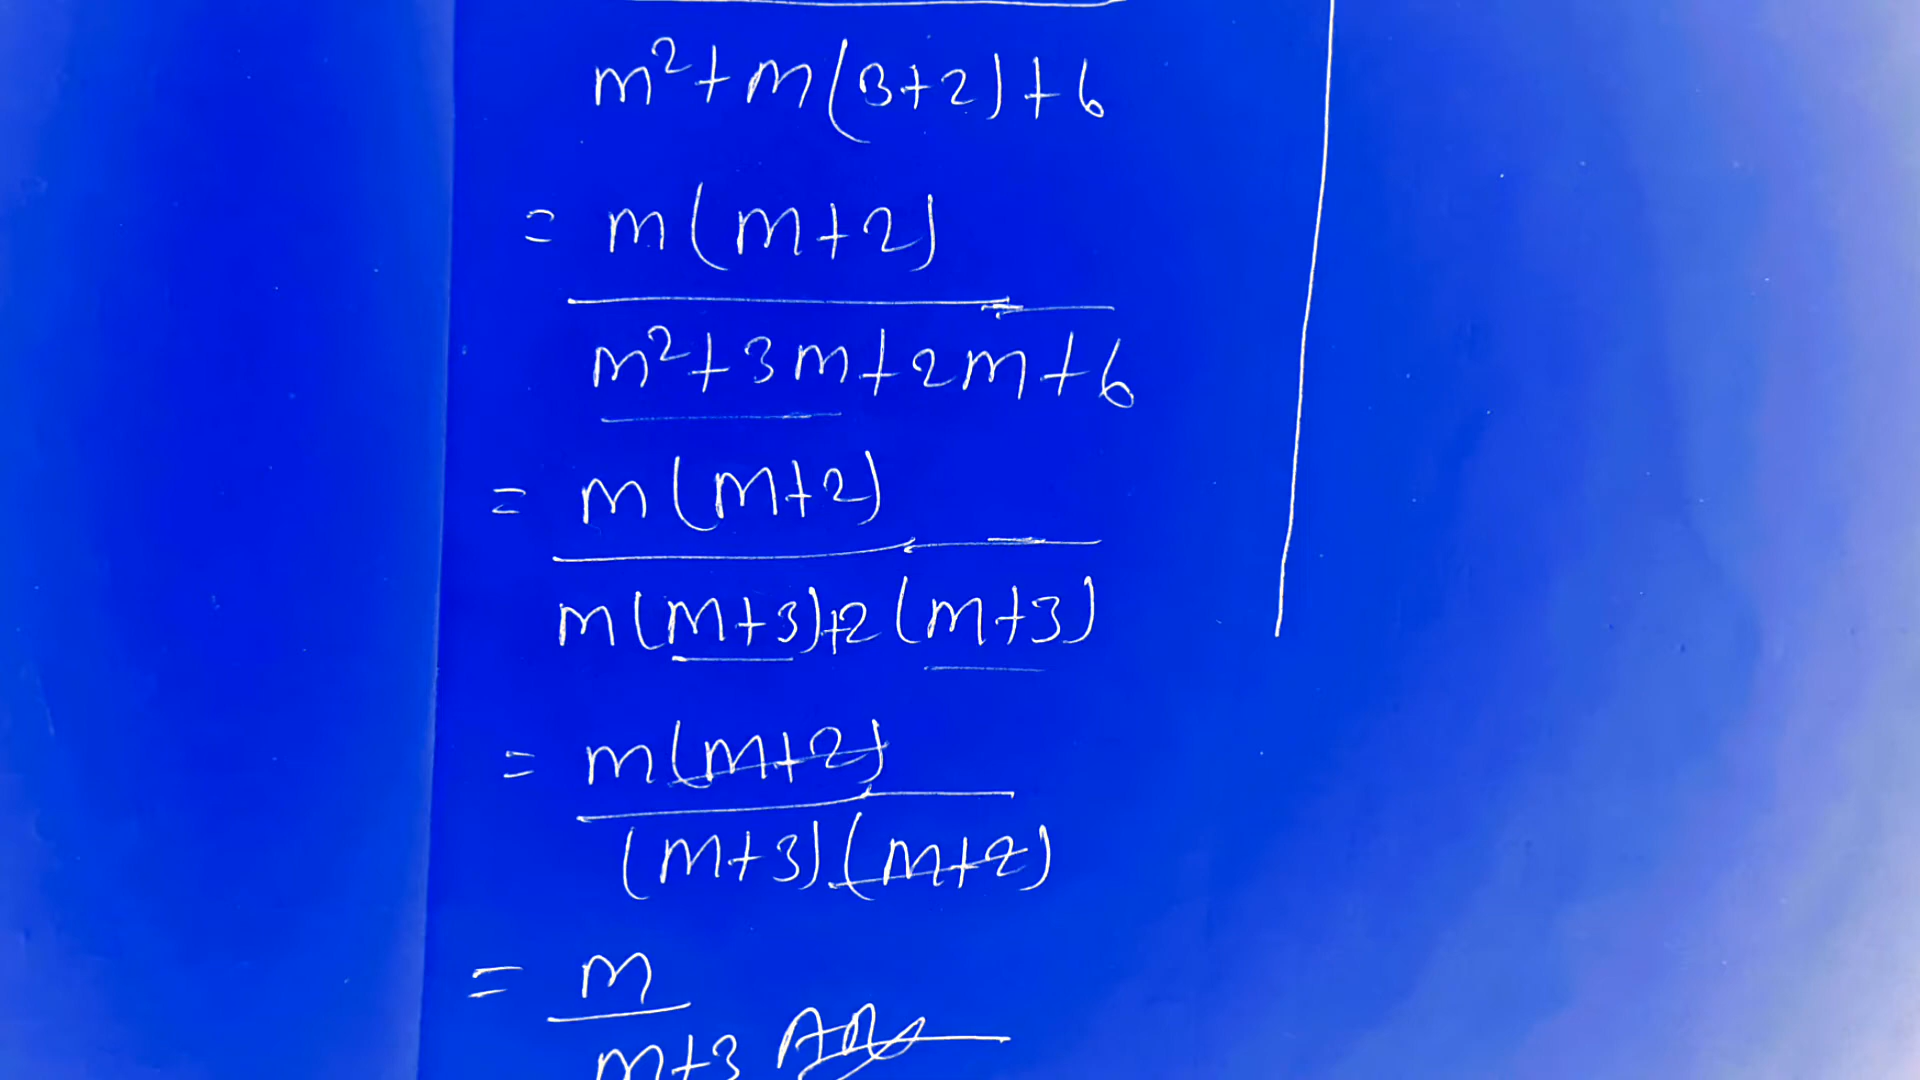 m²+m(3+2)+6
= m(m+2)
m²+3m+2m+6
= m(m+2)
m(m+3)+2(m+3)
= m(m+2)
(m+3)(m+2)
= m
m+3 Ans